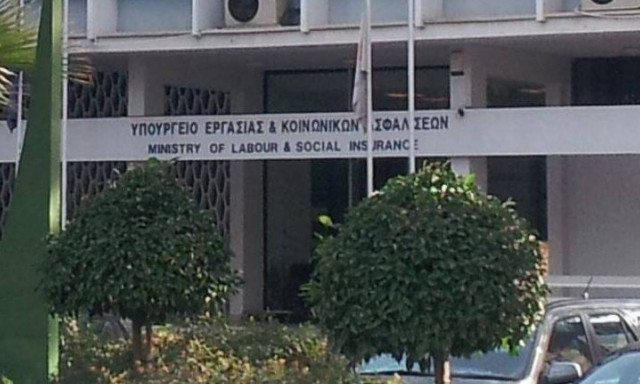 ΥΠΟΥΡΓΕΙΟ ΕΡΓΑΣΙΑΣ & ΚΟΙΝΩΝΙΚΩΝ ΑΣΦΑΛΙΣΕΩΝ
MINISTRY OF LABOUR & SOCIAL INSURANCE